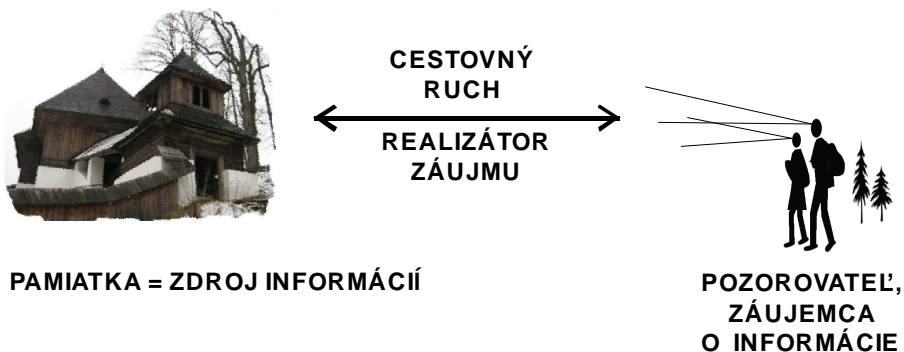 CESTOVNÝ
RUCH
REALIZÁTOR
ZÁUJMU
PAMIATKA = ZDROJ INFORMÁCIÍ
POZOROVATEĽ,
ZÁUJEMCA
O INFORMÁCIE